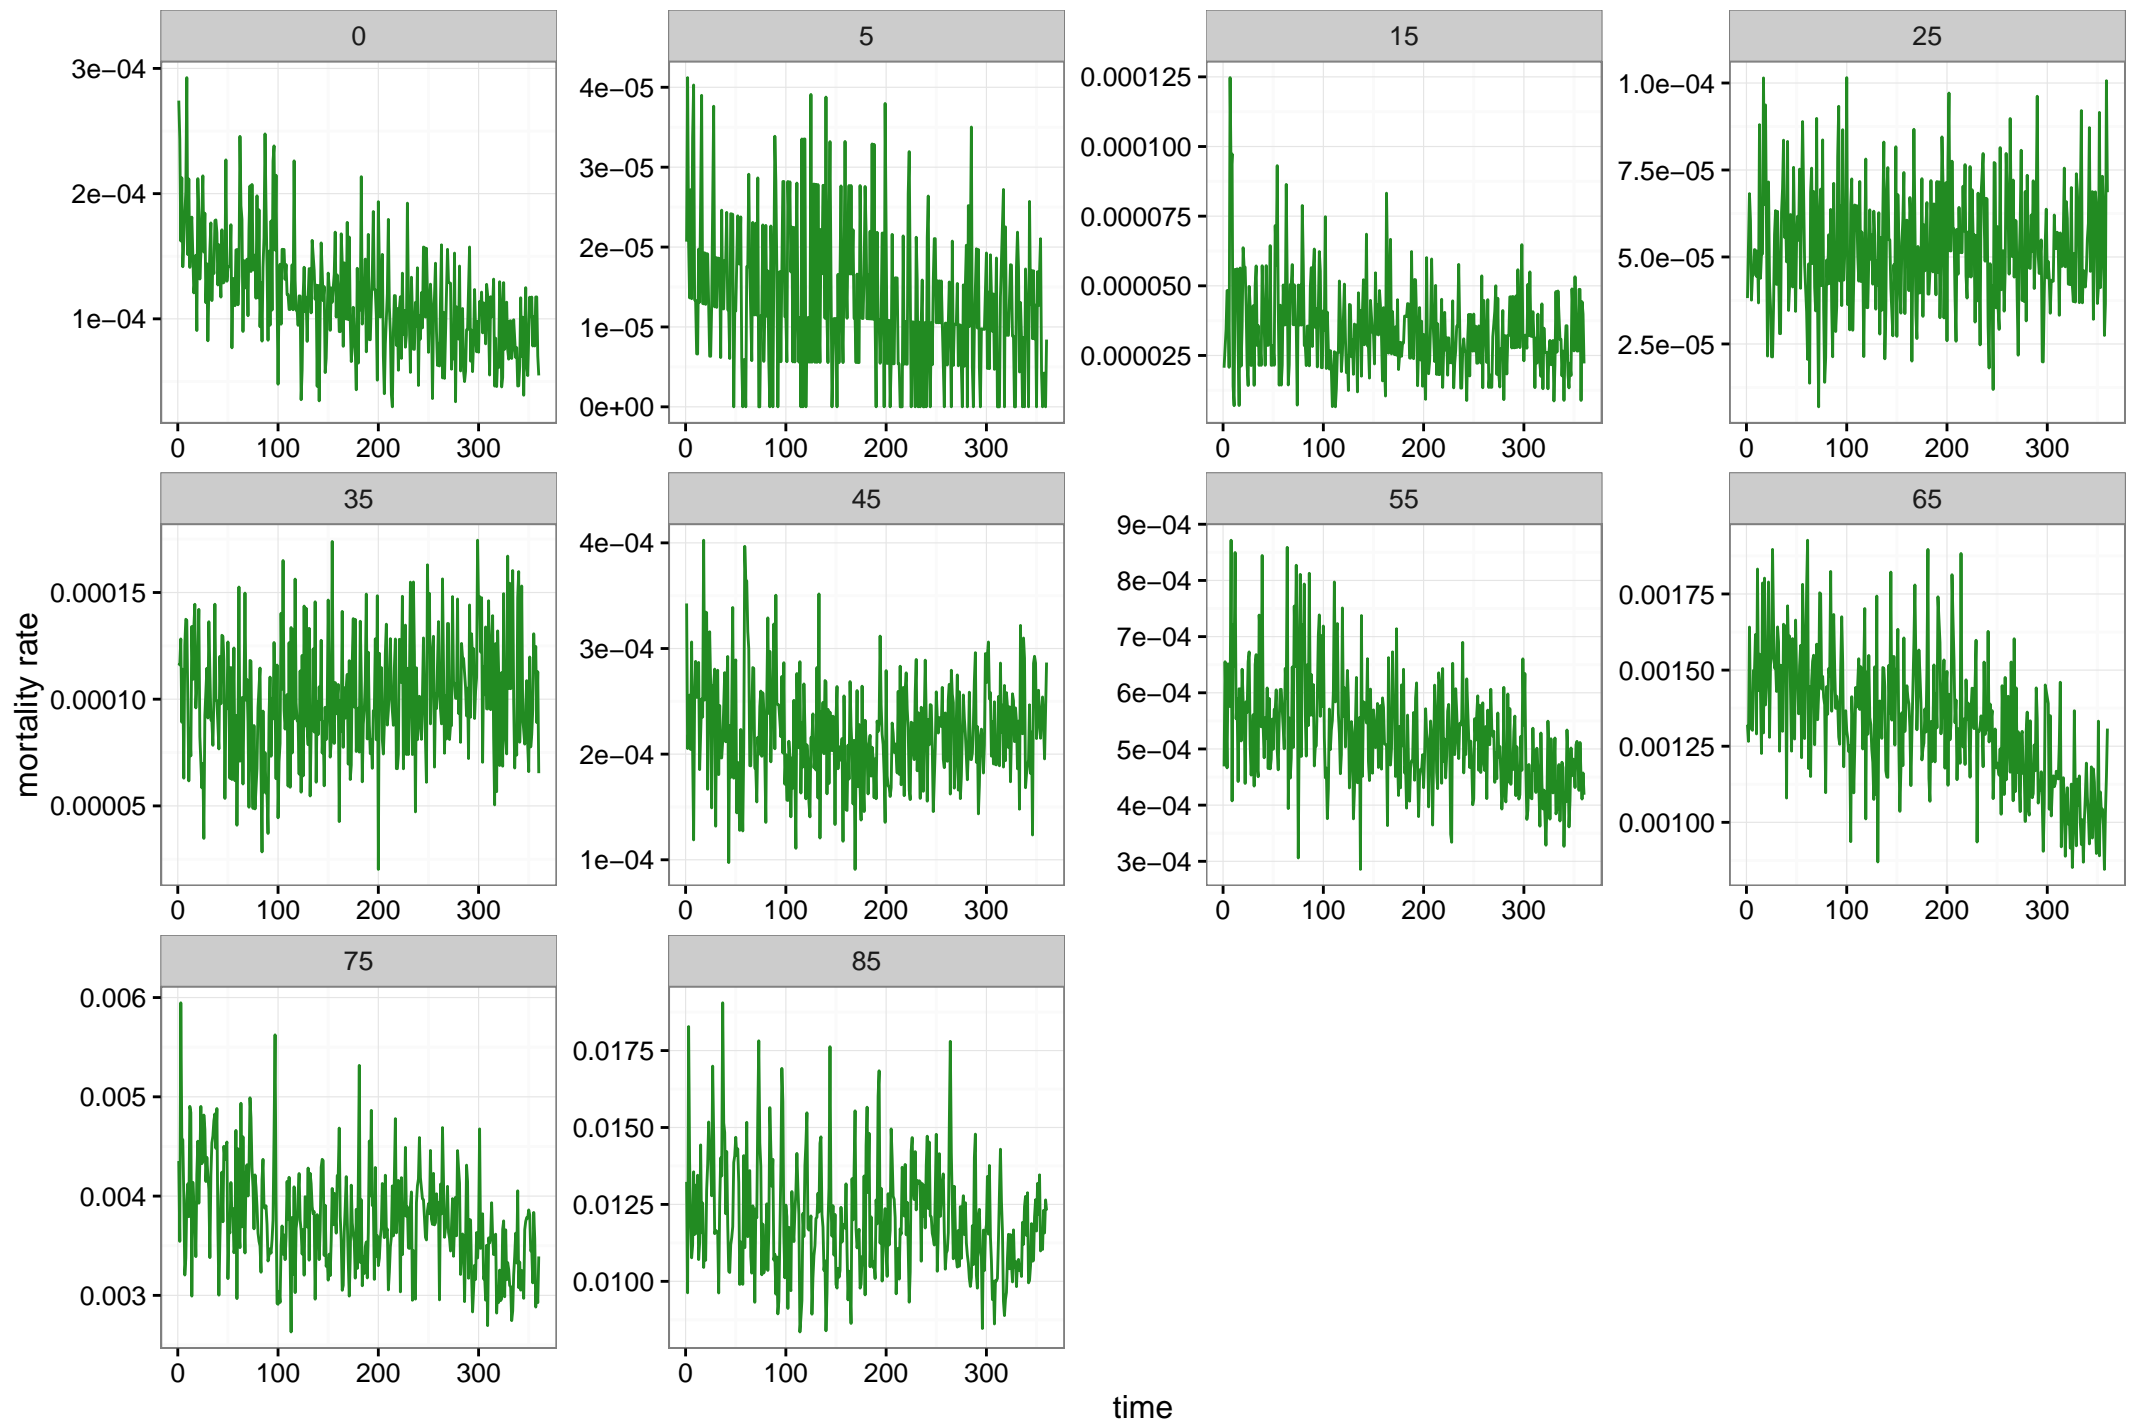 0
5
15
25
3e−04
2e−04
1e−04
4e−05
3e−05
2e−05
1e−05
0e+00
0.000125
0.000100
0.000075
0.000050
0.000025
1.0e−04
7.5e−05
5.0e−05
2.5e−05
0 100 200 300
0 100 200 300
0 100 200 300
0 100 200 300
35
45
55
65
mortality rate
0.00015
0.00010
0.00005
4e−04
3e−04
2e−04
1e−04
9e−04
8e−04
7e−04
6e−04
5e−04
4e−04
3e−04
0.00175
0.00150
0.00125
0.00100
0 100 200 300
0 100 200 300
0 100 200 300
0 100 200 300
75
85
0.006
0.005
0.004
0.003
0.0175
0.0150
0.0125
0.0100
0 100 200 300
0 100 200 300
time